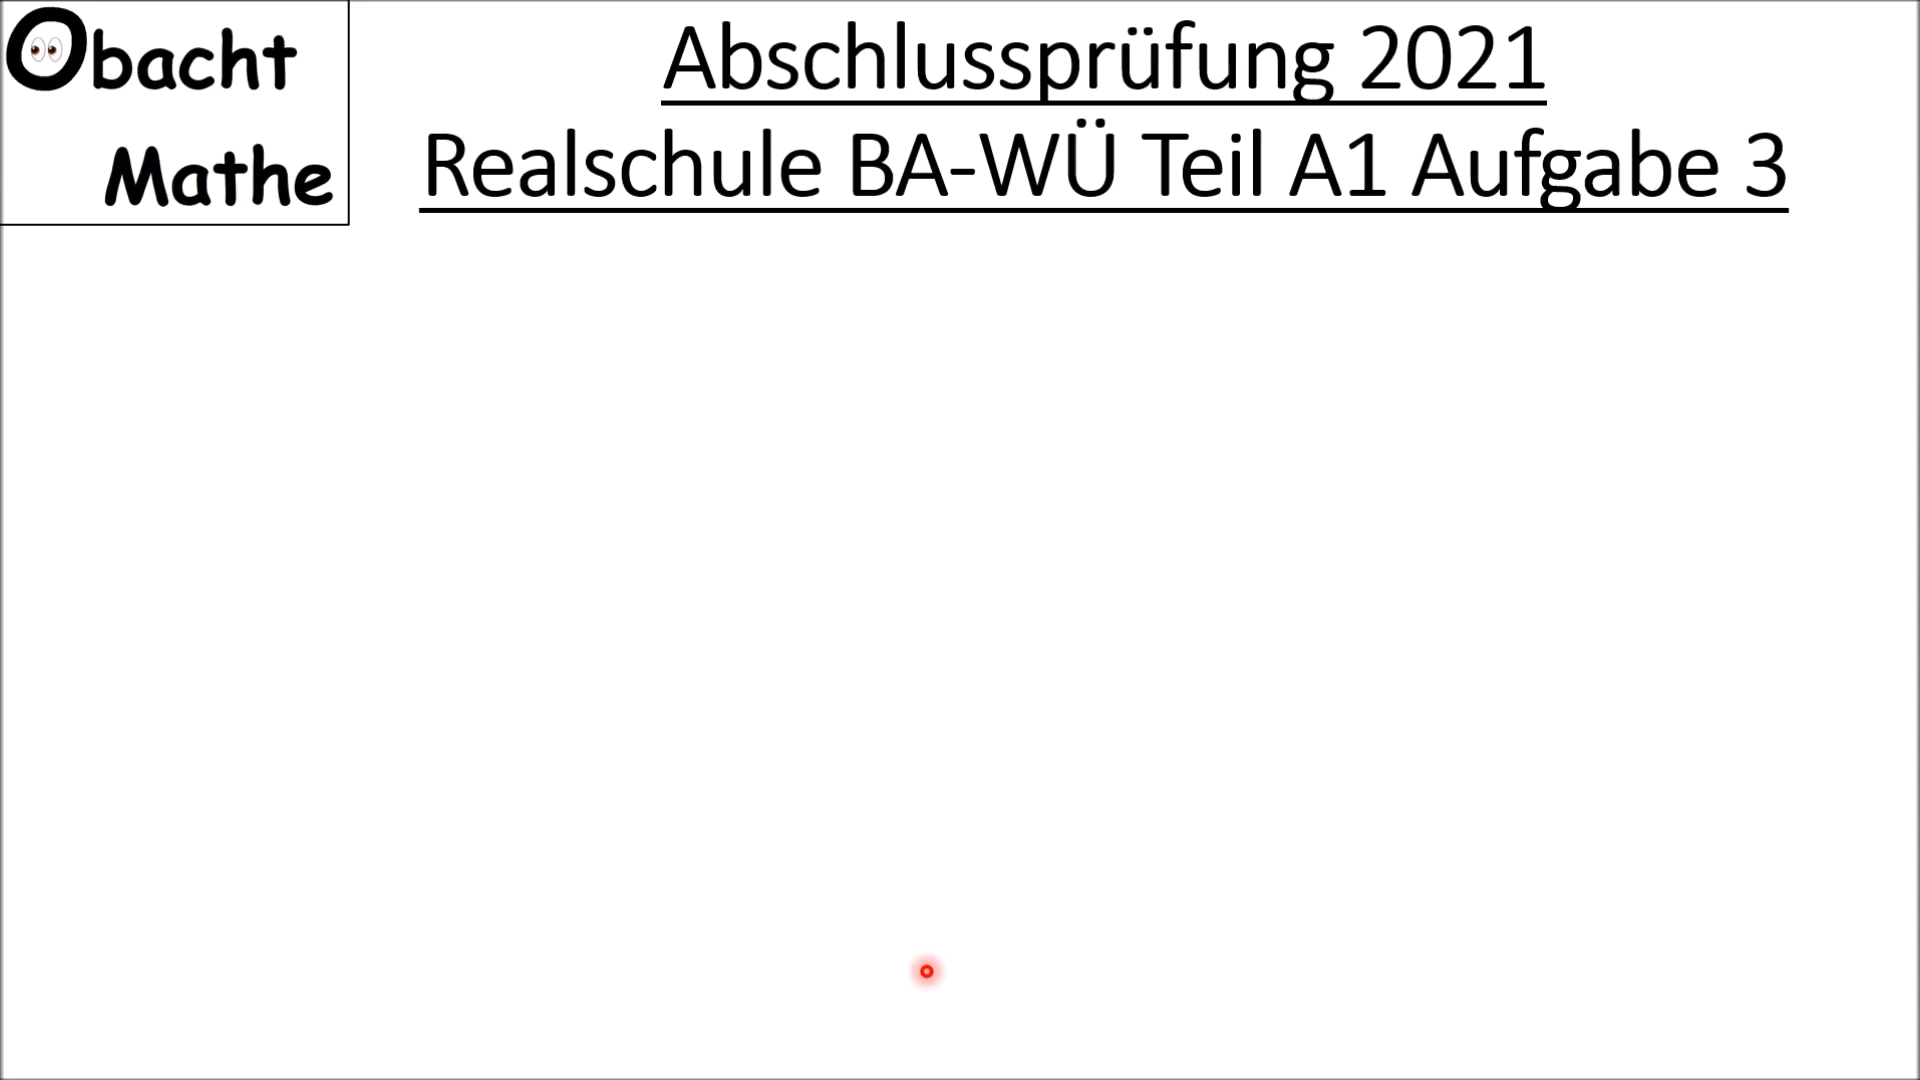 Obacht
Mathe
Abschlussprüfung 2021
Realschule BA-WÜ Teil A1 Aufgabe 3